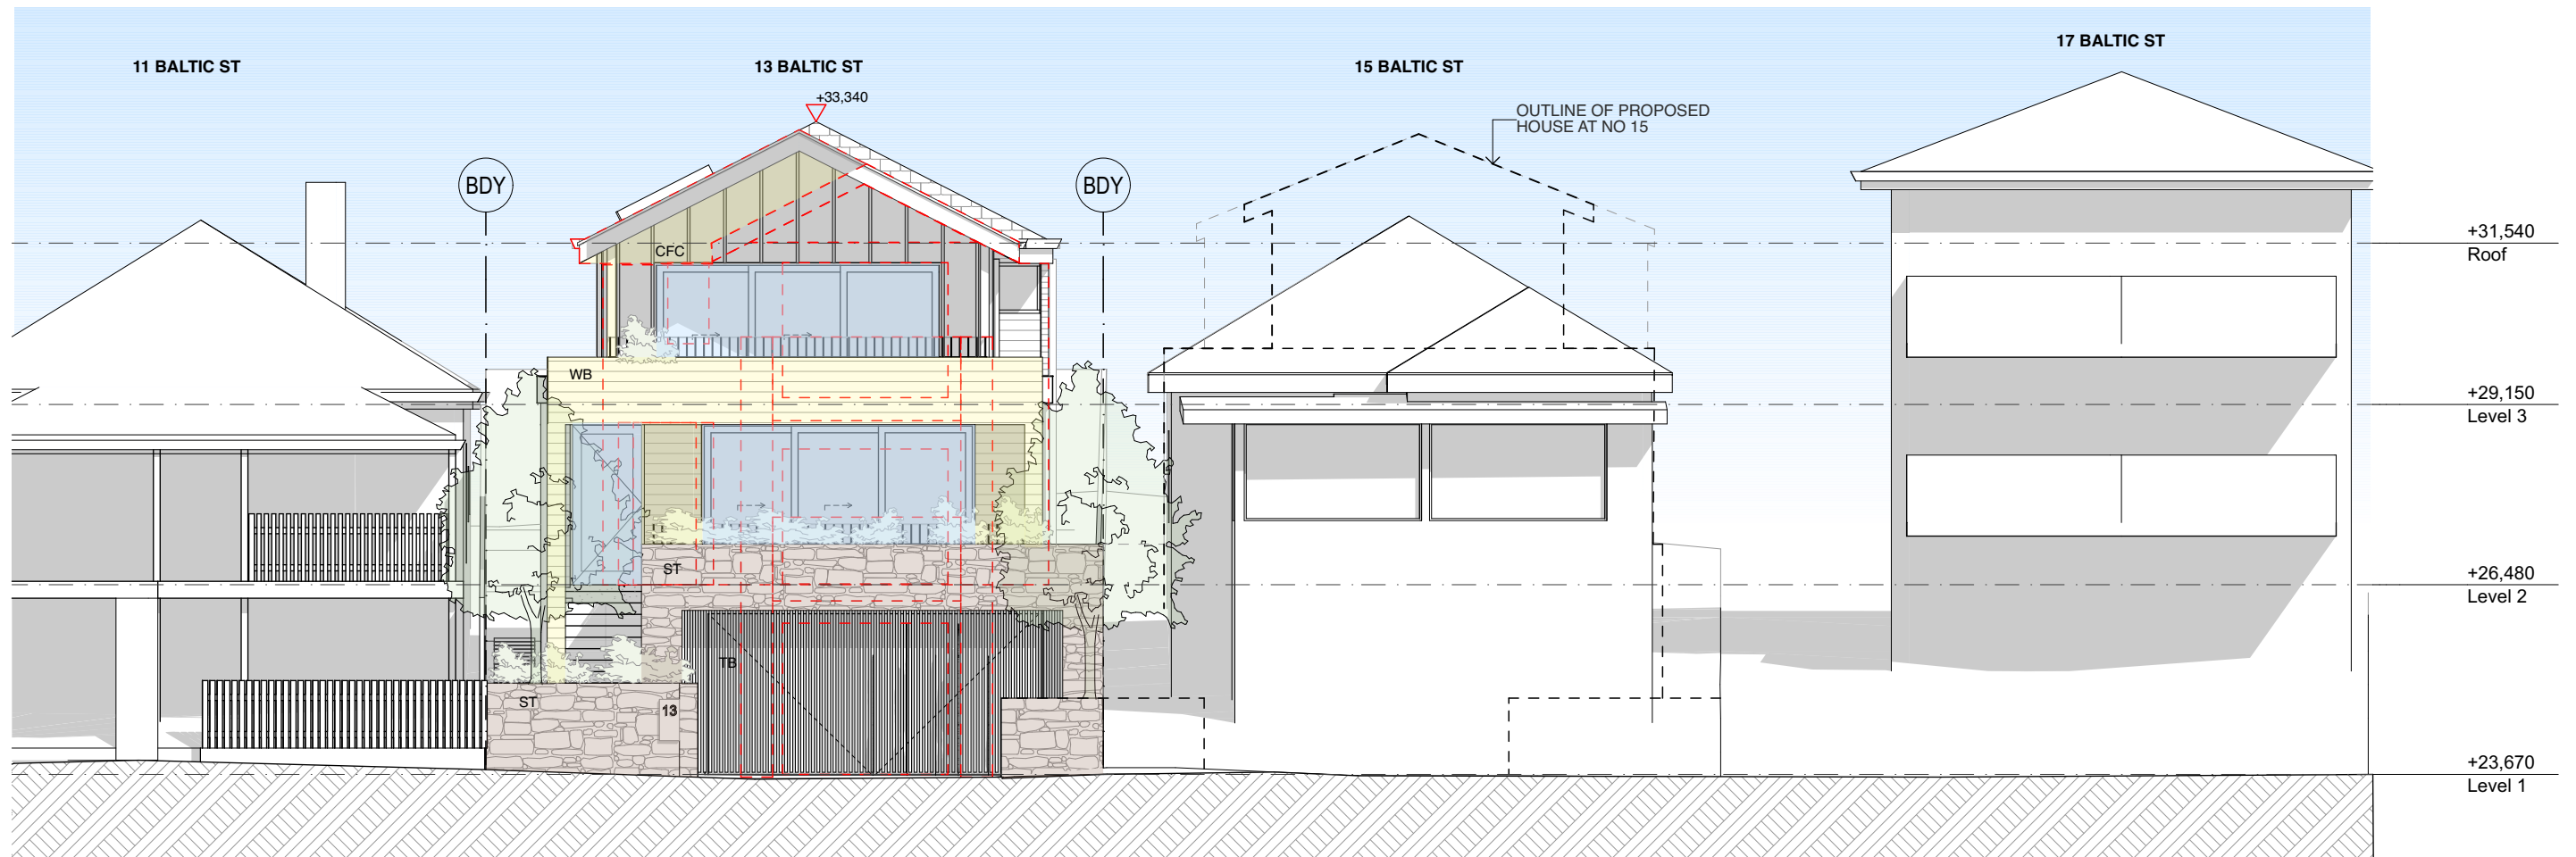 17 BALTIC ST
11 BALTIC ST
13 BALTIC ST
15 BALTIC ST
+33,340
OUTLINE OF PROPOSED
HOUSE AT NO 15
BDY
BDY
+31,540
Roof
CFC
WB
+29,150
Level 3
ST
+26,480
Level 2
TB
ST
13
+23,670
Level 1